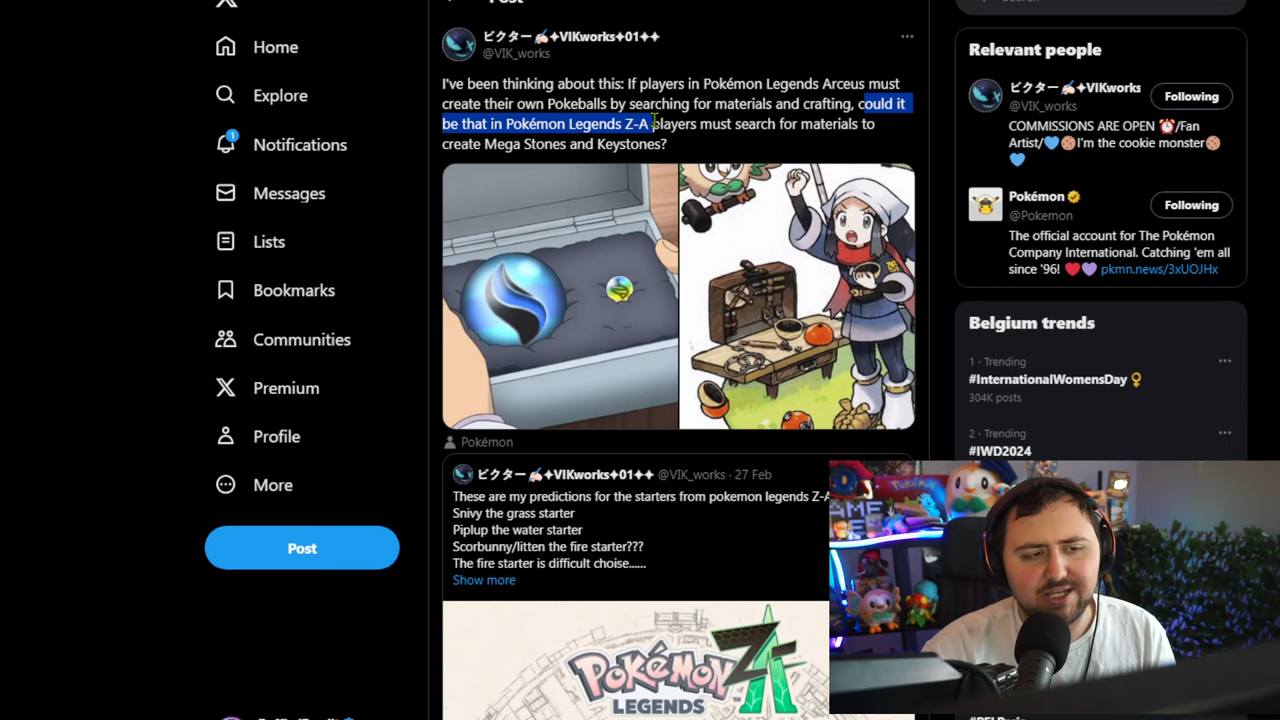 Post
ビクター✍🏻✦VIKworks✦01✦✦
@VIK_works
I've been thinking about this: If players in Pokémon Legends Arceus must
create their own Pokeballs by searching for materials and crafting, could it
be that in Pokémon Legends Z-A players must search for materials to
create Mega Stones and Keystones?
Pokémon
ビクター✍🏻✦VIKworks✦01✦✦ @VIK_works · 27 Feb
These are my predictions for the starters from pokemon legends Z-A
Snivy the grass starter
Piplup the water starter
Scorbunny/litten the fire starter???
The fire starter is difficult choise......
Show more
POKéMON
LEGENDS
Z-A
Home
Explore
1
Notifications
Messages
Lists
Bookmarks
Communities
Premium
Profile
More
Post
Relevant people
ビクター✍🏻✦VIKworks
@VIK_works
Following
COMMISSIONS ARE OPEN ⏰/Fan
Artist/💙🍪I'm the cookie monster🍪
💙
Pokémon
@Pokemon
Following
The official account for The Pokémon
Company International. Catching 'em all
since '96! ❤️💜 pkmn.news/3xUOJHx
Belgium trends
1 · Trending
#InternationalWomensDay
304K posts
2 · Trending
#IWD2024